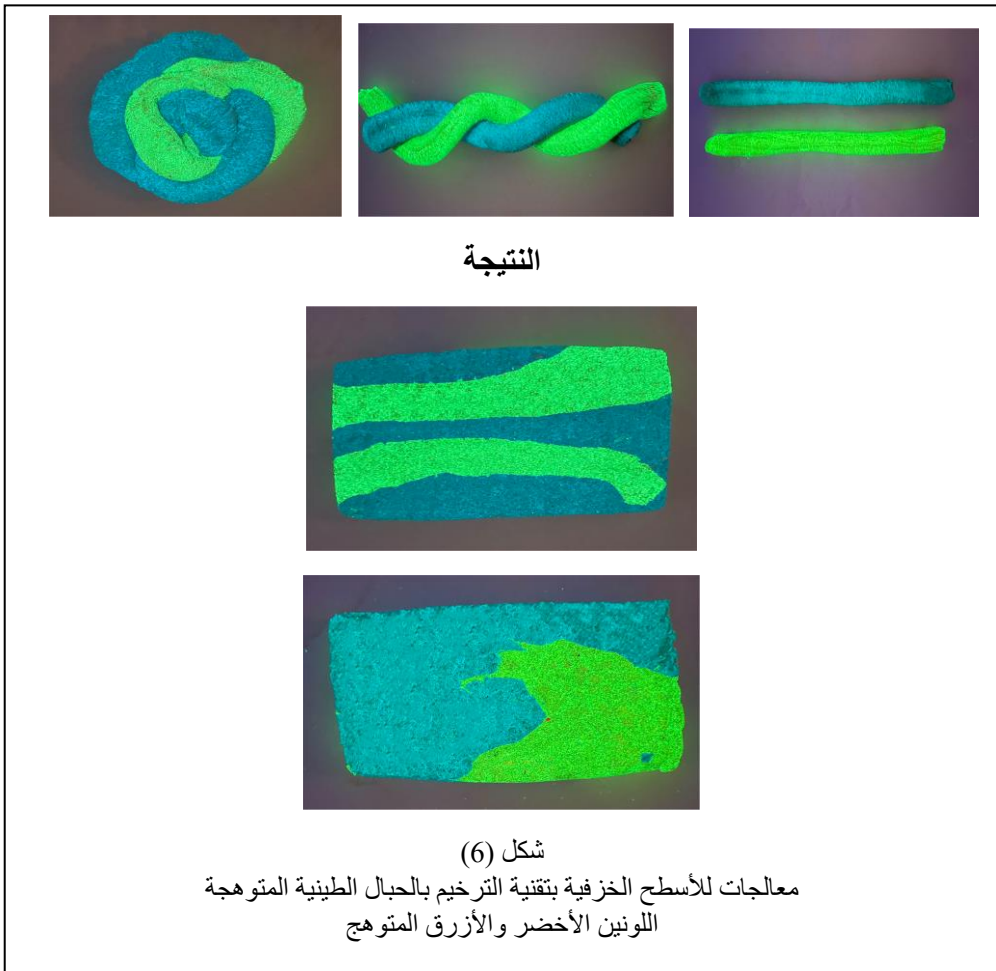 النتيجة
شكل (6)
معالجات للأسطح الخزفية بتقنية الترخيم بالحبال الطينية المتوهجة
اللونين الأخضر والأزرق المتوهج